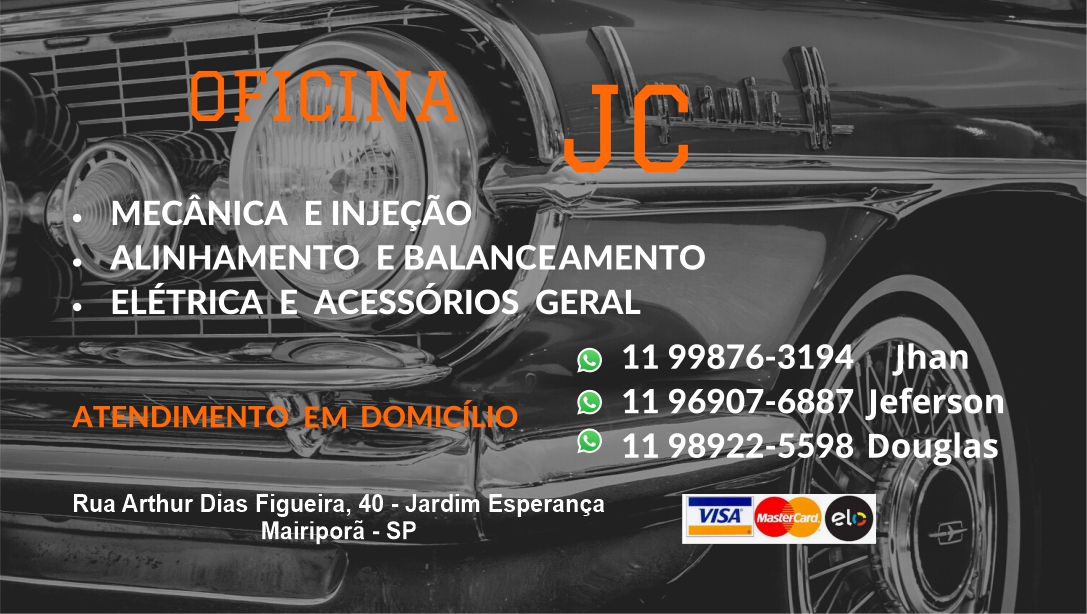 OFICINA JC
• MECÂNICA E INJEÇÃO
• ALINHAMENTO E BALANCEAMENTO
• ELÉTRICA E ACESSÓRIOS GERAL
11 99876-3194 Jhan
11 96907-6887 Jeferson
11 98922-5598 Douglas
ATENDIMENTO EM DOMICÍLIO
Rua Arthur Dias Figueira, 40 - Jardim Esperança
Mairiporã - SP
VISA MasterCard elo